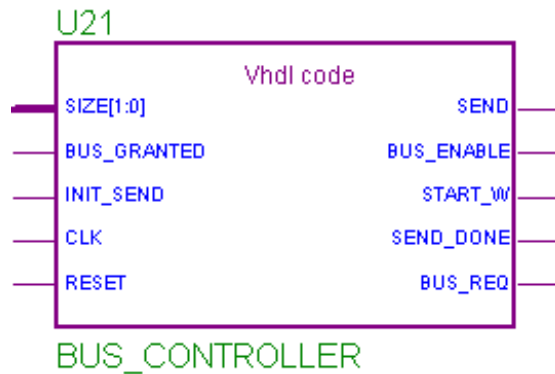 U21
Vhdl code
SIZE[1:0] SEND
BUS_GRANTED BUS_ENABLE
INIT_SEND START_W
CLK SEND_DONE
RESET BUS_REQ
BUS_CONTROLLER